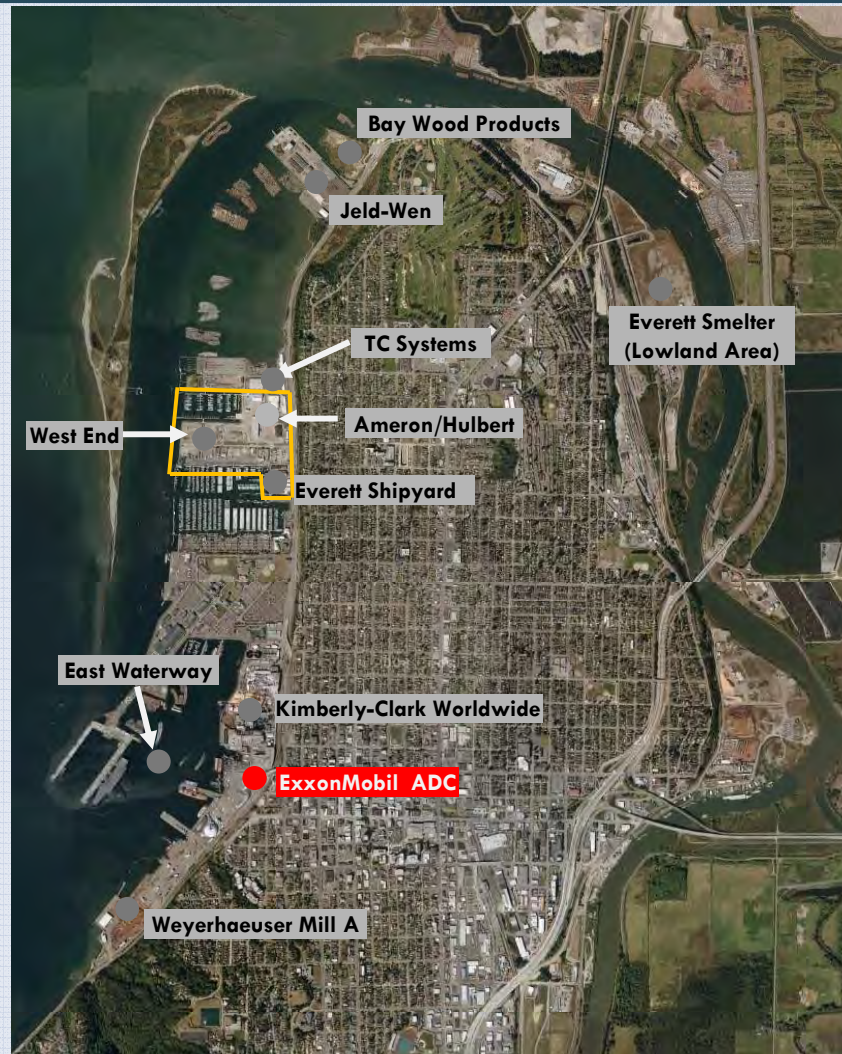 Bay Wood Products
Jeld-Wen
Everett Smelter
(Lowland Area)
TC Systems
Ameron/Hulbert
West End
Everett Shipyard
East Waterway
Kimberly-Clark Worldwide
ExxonMobil ADC
Weyerhaeuser Mill A